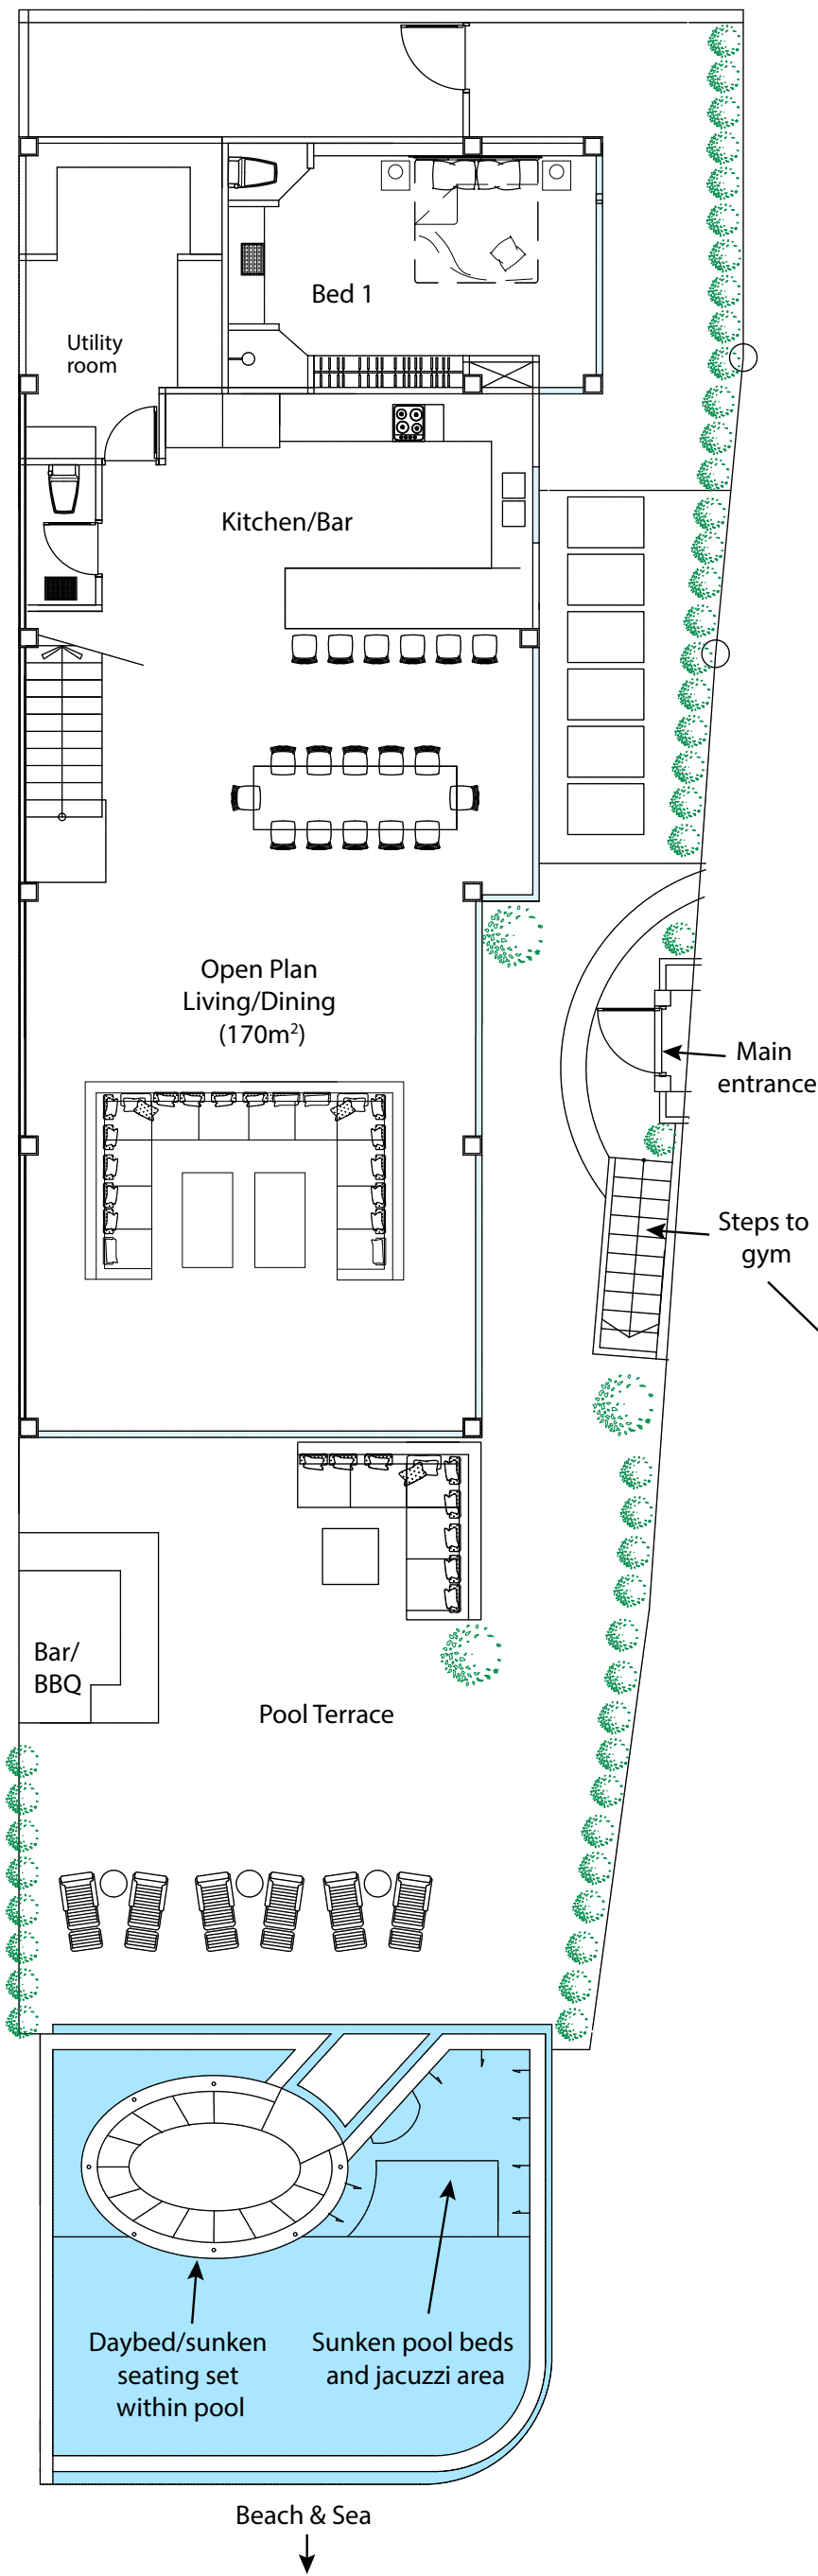 Bed 1
Utility
room
Kitchen/Bar
Open Plan
Living/Dining
(170m²)
Main
entrance
Steps to
gym
Bar/
BBQ
Pool Terrace
Daybed/sunken
seating set
within pool
Sunken pool beds
and jacuzzi area
Beach & Sea